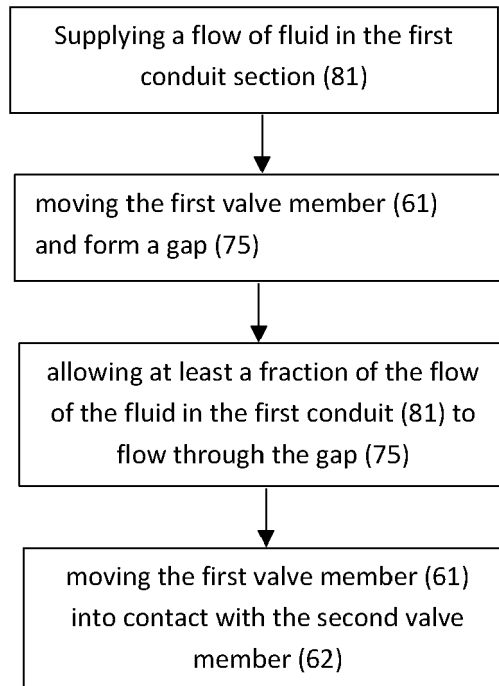 Supplying a flow of fluid in the first
conduit section (81)
moving the first valve member (61)
and form a gap (75)
allowing at least a fraction of the flow
of the fluid in the first conduit (81) to
flow through the gap (75)
moving the first valve member (61)
into contact with the second valve
member (62)